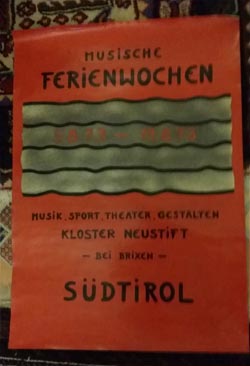 MUSISCHE
FERIENWOCHEN
MUSIK, SPORT, THEATER, GESTALTEN
KLOSTER NEUSTIFT
- BEI BRIXEN -
SÜDTIROL